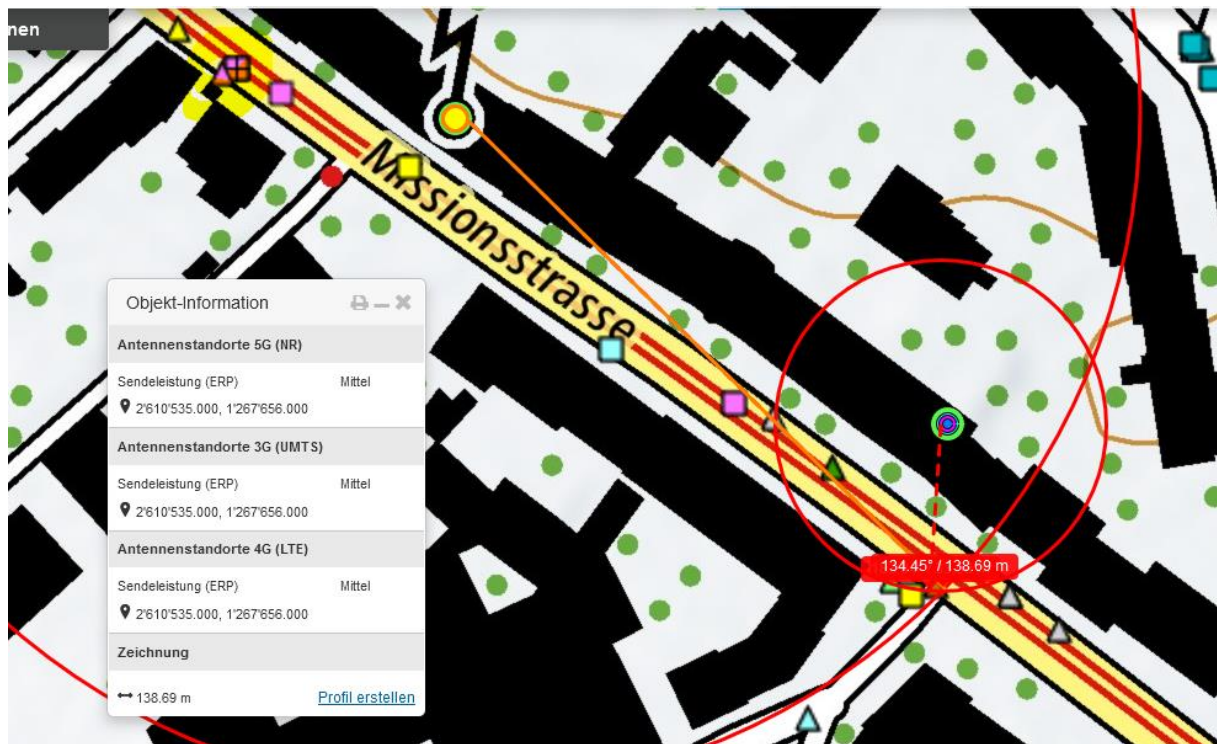 nen
Missionsstrasse
Objekt-Information
Antennenstandorte 5G (NR)
Sendeleistung (ERP) Mittel
2'610'535.000, 1'267'656.000
Antennenstandorte 3G (UMTS)
Sendeleistung (ERP) Mittel
2'610'535.000, 1'267'656.000
Antennenstandorte 4G (LTE)
Sendeleistung (ERP) Mittel
2'610'535.000, 1'267'656.000
Zeichnung
138.69 m Profil erstellen
134.45° / 138.69 m